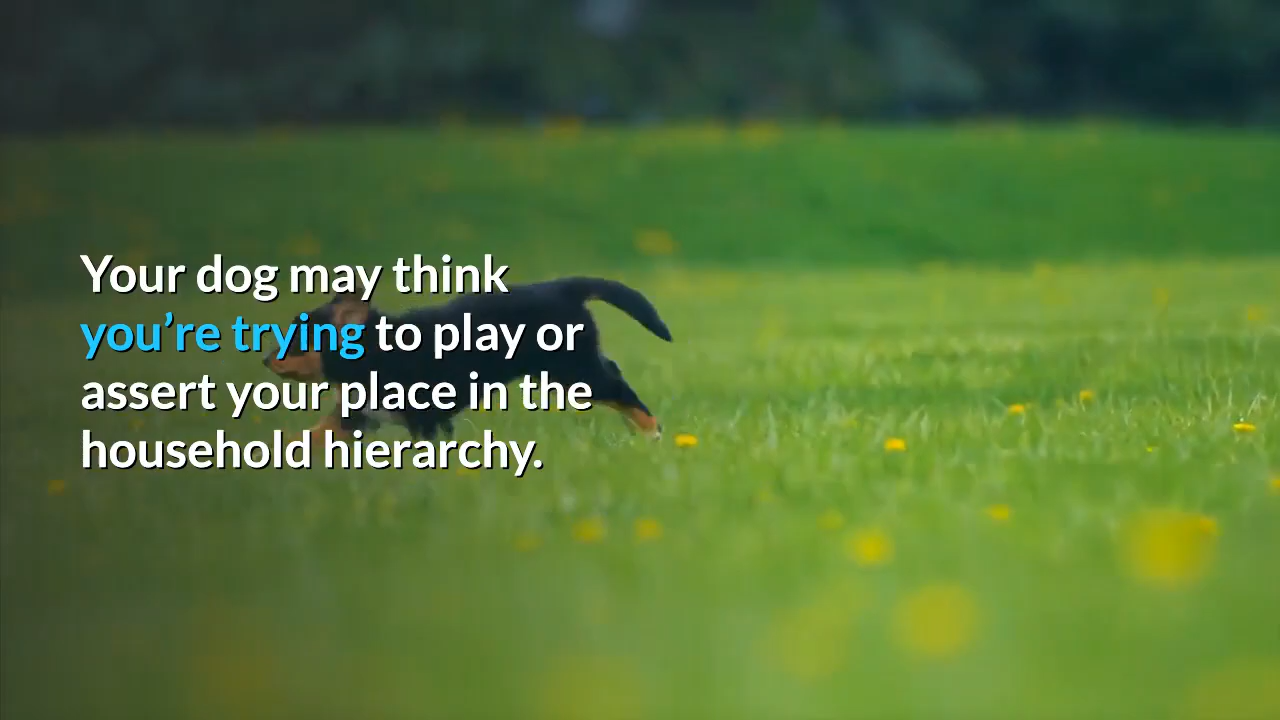 Your dog may think
you’re trying to play or
assert your place in the
household hierarchy.